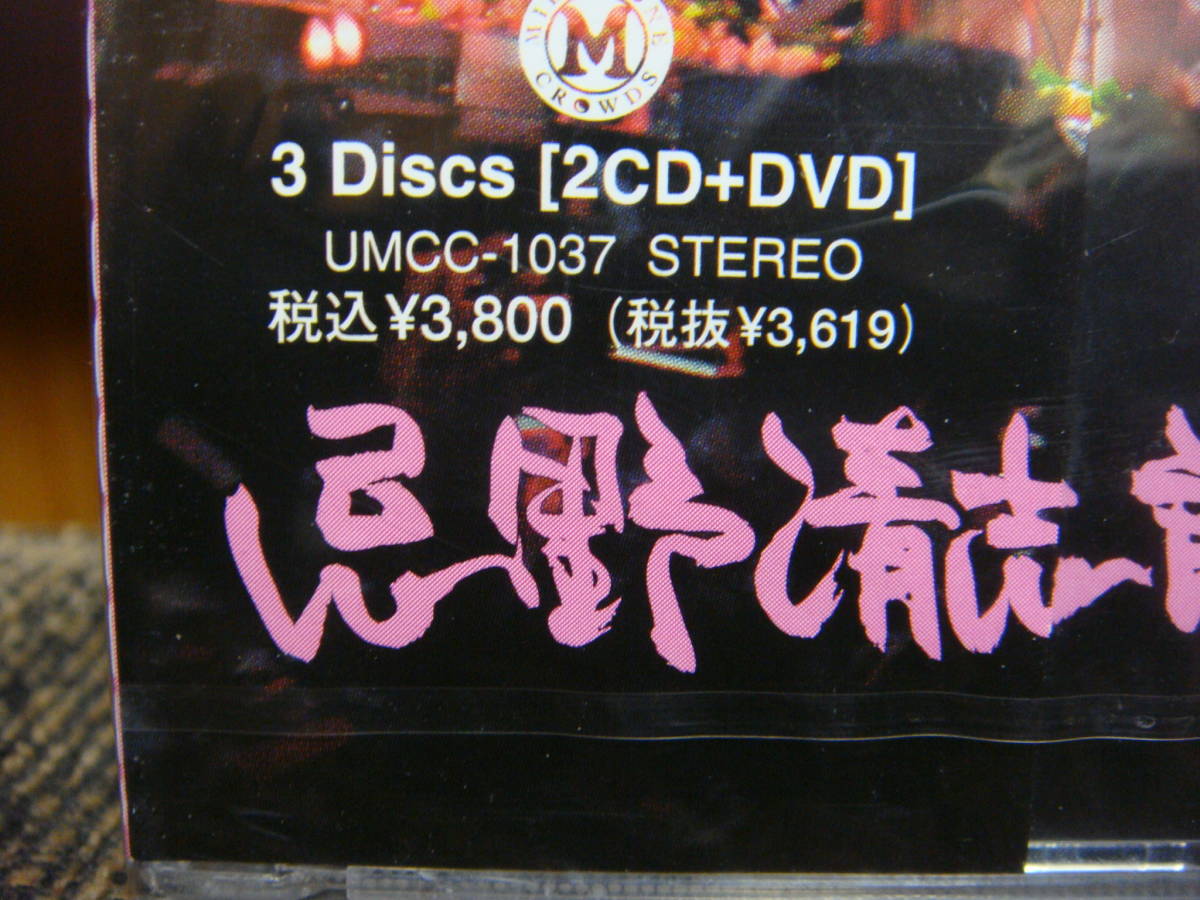 M
CROWDS
3 Discs [2CD+DVD]
UMCC-1037 STEREO
税込¥3,800（税抜¥3,619）
忌野清志